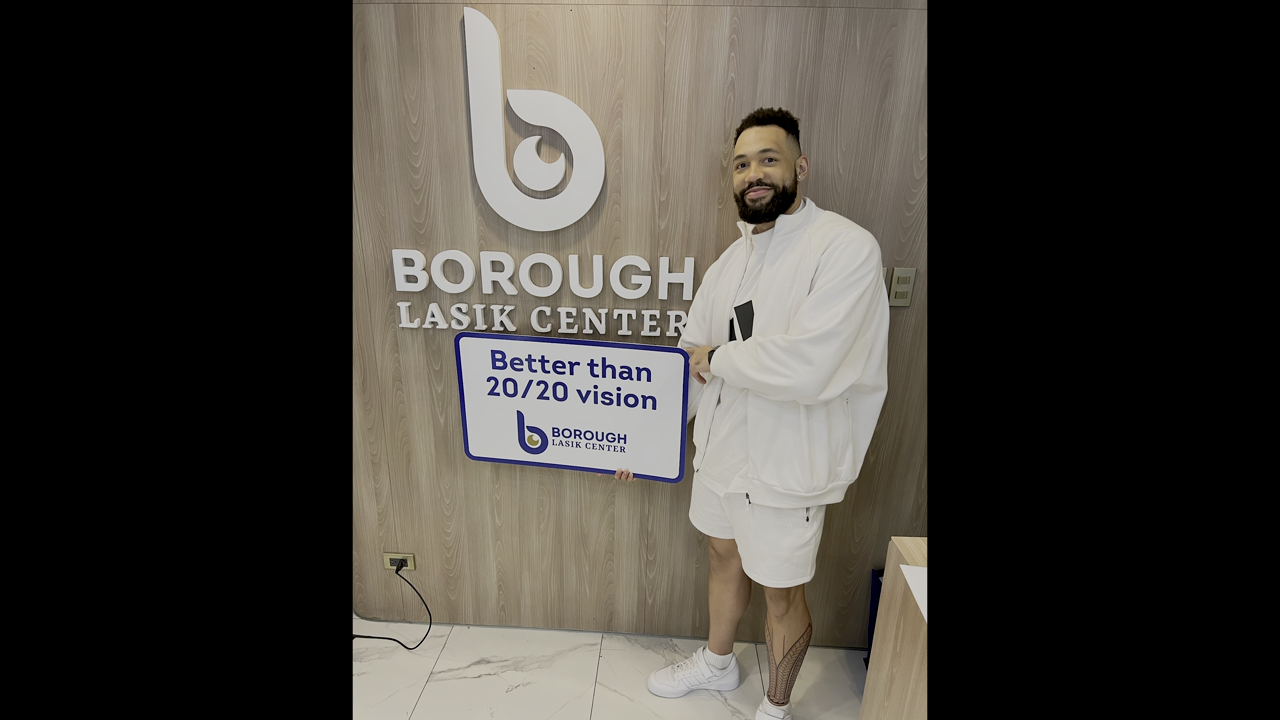 BOROUGH
LASIK CENTER
Better than
20/20 vision
BOROUGH
LASIK CENTER